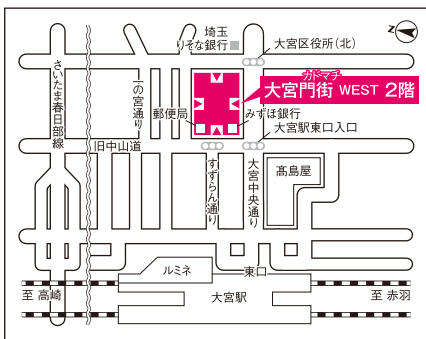 埼玉
りそな銀行
大宮区役所(北)
N
カドマチ
大宮門街 WEST 2階
さいたま春日部線
一の宮通り
郵便局
みずほ銀行
大宮駅東口入口
旧中山道
すずらん通り
大宮中央通り
髙島屋
ルミネ
東口
至 高崎
大宮駅
至 赤羽